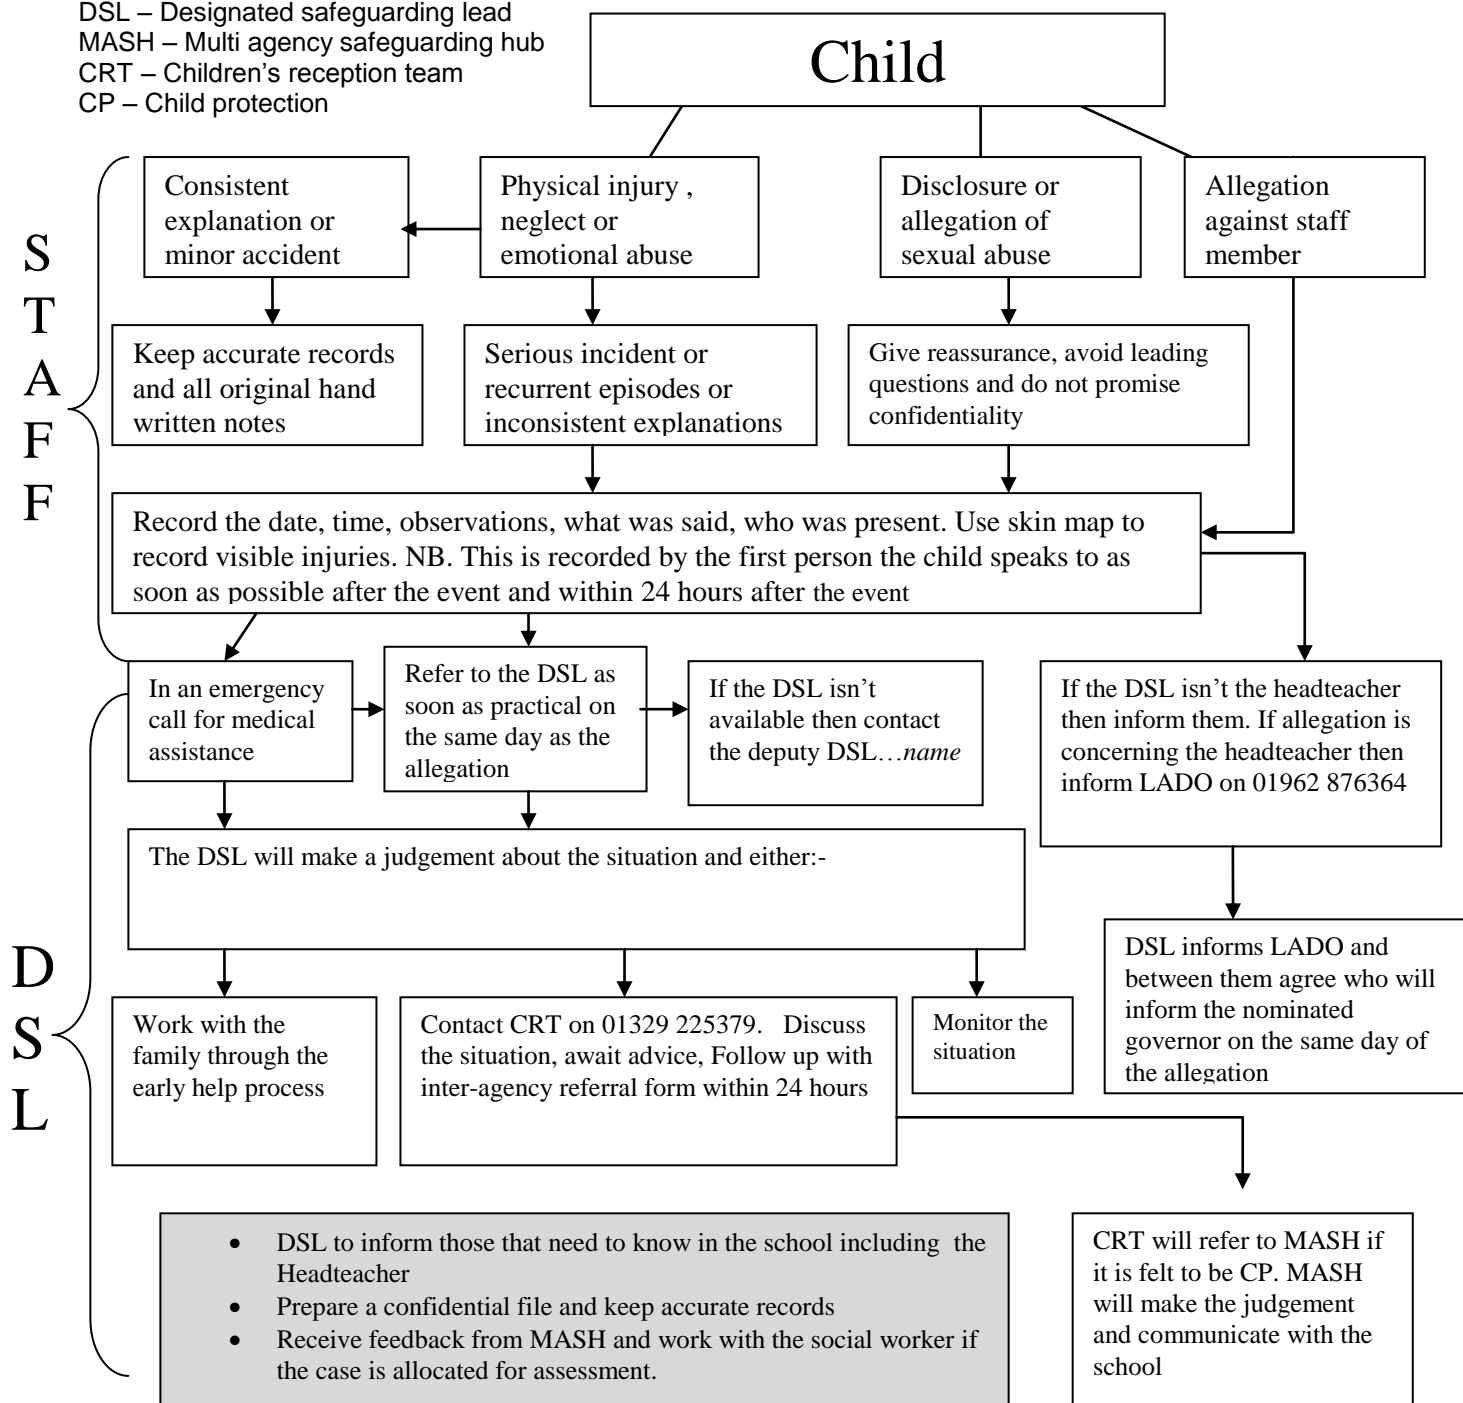 DSL – Designated safeguarding lead
MASH – Multi agency safeguarding hub
CRT – Children's reception team
CP – Child protection
Child
Consistent
explanation or
minor accident
Physical injury ,
neglect or
emotional abuse
Disclosure or
allegation of
sexual abuse
Allegation
against staff
member
S
T
A
F
F
Keep accurate records
and all original hand
written notes
Serious incident or
recurrent episodes or
inconsistent explanations
Give reassurance, avoid leading
questions and do not promise
confidentiality
Record the date, time, observations, what was said, who was present. Use skin map to
record visible injuries. NB. This is recorded by the first person the child speaks to as
soon as possible after the event and within 24 hours after the event
In an emergency
call for medical
assistance
Refer to the DSL as
soon as practical on
the same day as the
allegation
If the DSL isn't
available then contact
the deputy DSL…name
If the DSL isn't the headteacher
then inform them. If allegation is
concerning the headteacher then
inform LADO on 01962 876364
The DSL will make a judgement about the situation and either:-
D
S
L
DSL informs LADO and
between them agree who will
inform the nominated
governor on the same day of
the allegation
Work with the
family through the
early help process
Contact CRT on 01329 225379. Discuss
the situation, await advice, Follow up with
inter-agency referral form within 24 hours
Monitor the
situation
• DSL to inform those that need to know in the school including the
Headteacher
• Prepare a confidential file and keep accurate records
• Receive feedback from MASH and work with the social worker if
the case is allocated for assessment.
CRT will refer to MASH if
it is felt to be CP. MASH
will make the judgement
and communicate with the
school